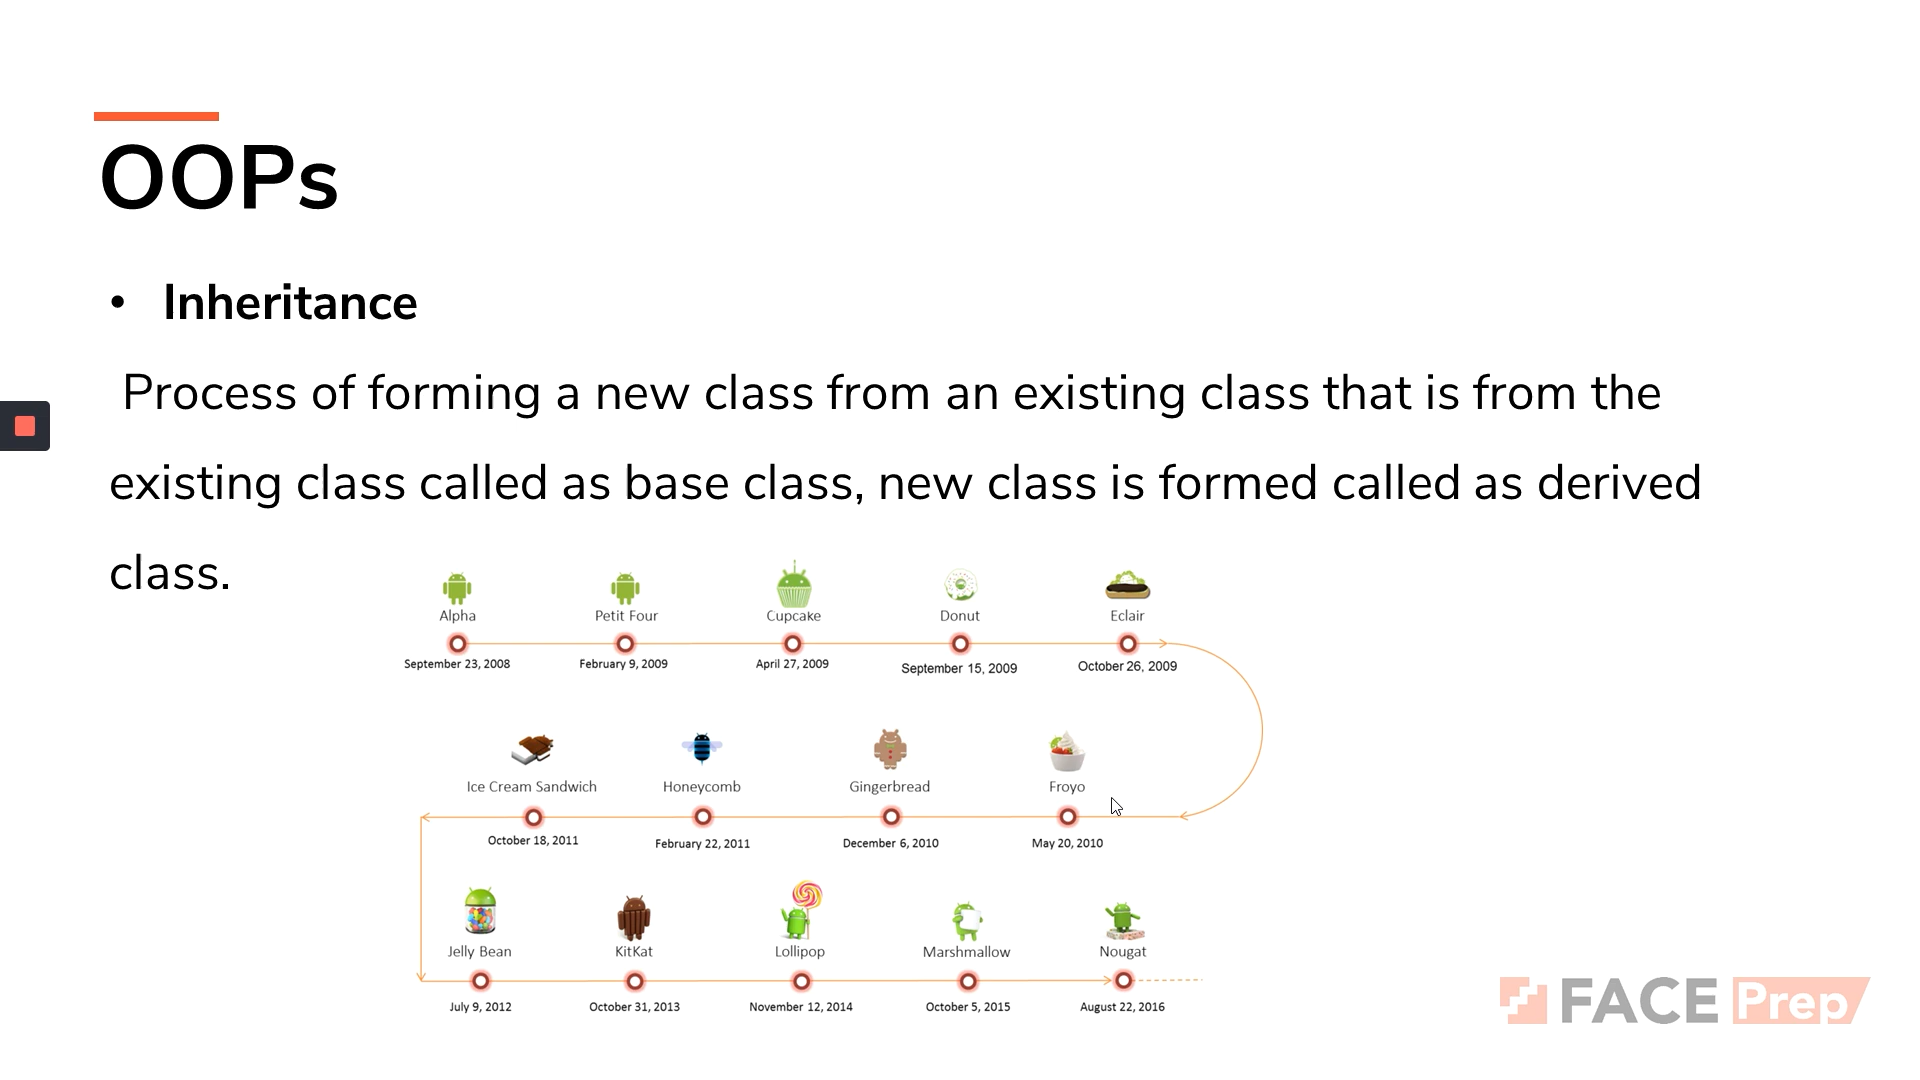 OOPs
• Inheritance
Process of forming a new class from an existing class that is from the
existing class called as base class, new class is formed called as derived
class.
Alpha Petit Four Cupcake Donut Eclair
September 23, 2008 February 9, 2009 April 27, 2009 September 15, 2009 October 26, 2009
Ice Cream Sandwich Honeycomb Gingerbread Froyo
October 18, 2011 February 22, 2011 December 6, 2010 May 20, 2010
Jelly Bean KitKat Lollipop Marshmallow Nougat
July 9, 2012 October 31, 2013 November 12, 2014 October 5, 2015 August 22, 2016
FACE Prep